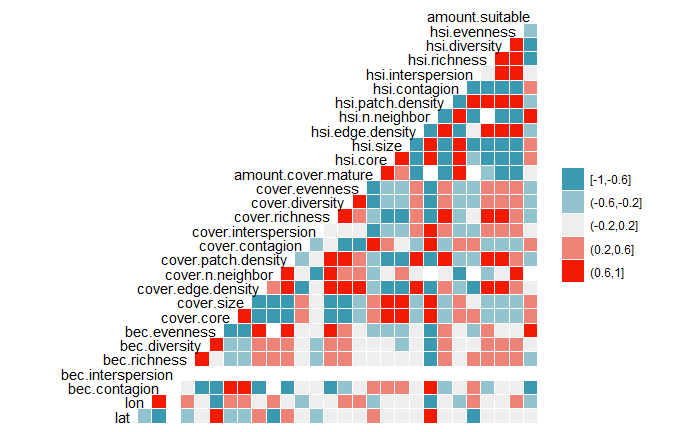 amount.suitable
hsi.evenness
hsi.diversity
hsi.richness
hsi.interspersion
hsi.contagion
hsi.patch.density
hsi.n.neighbor
hsi.edge.density
hsi.size
hsi.core
amount.cover.mature
cover.evenness
cover.diversity
cover.richness
cover.interspersion
cover.contagion
cover.patch.density
cover.n.neighbor
cover.edge.density
cover.size
cover.core
bec.evenness
bec.diversity
bec.richness
bec.interspersion
bec.contagion
lon
lat
[-1,-0.6]
(-0.6,-0.2]
(-0.2,0.2]
(0.2,0.6]
(0.6,1]